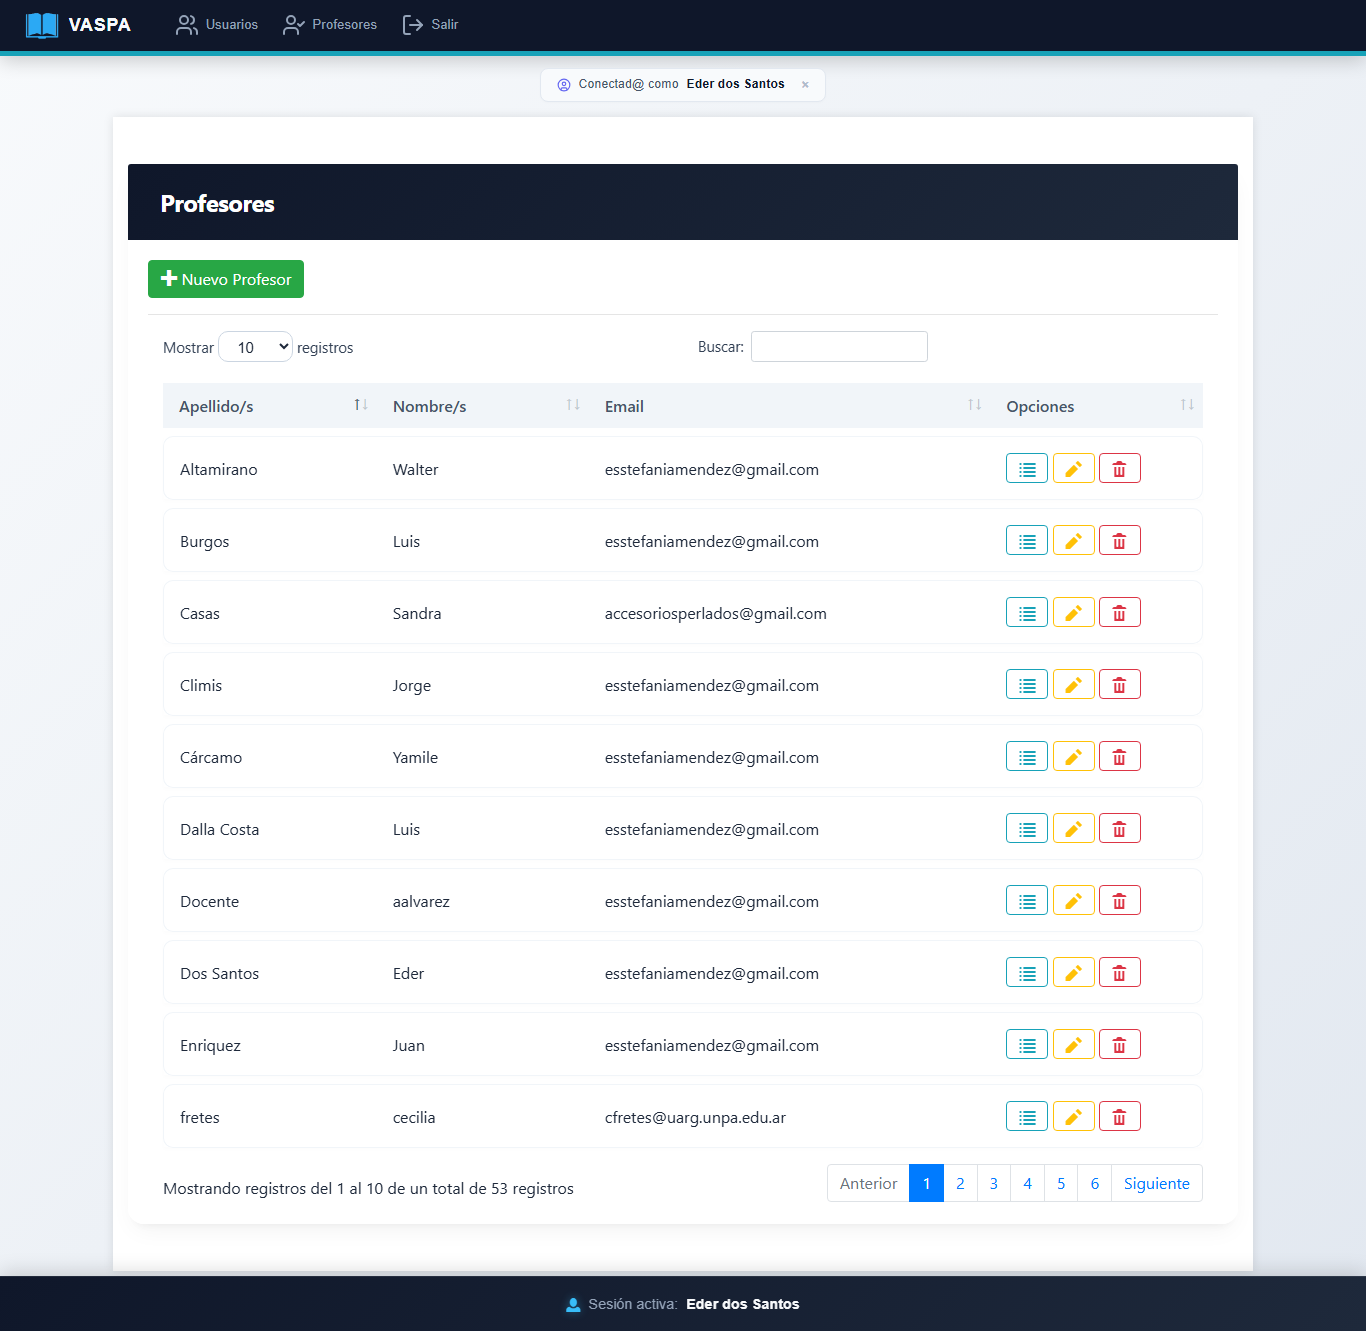 VASPA Usuarios Profesores Salir
Conectad@ como Eder dos Santos ×
Profesores
Nuevo Profesor
Mostrar 10 registros Buscar:
Apellido/s Nombre/s Email Opciones
Altamirano Walter esstefaniamendez@gmail.com
Burgos Luis esstefaniamendez@gmail.com
Casas Sandra accesoriosperlados@gmail.com
Climis Jorge esstefaniamendez@gmail.com
Cárcamo Yamile esstefaniamendez@gmail.com
Dalla Costa Luis esstefaniamendez@gmail.com
Docente aalvarez esstefaniamendez@gmail.com
Dos Santos Eder esstefaniamendez@gmail.com
Enriquez Juan esstefaniamendez@gmail.com
fretes cecilia cfretes@uarg.unpa.edu.ar
Mostrando registros del 1 al 10 de un total de 53 registros Anterior 1 2 3 4 5 6 Siguiente
Sesión activa: Eder dos Santos